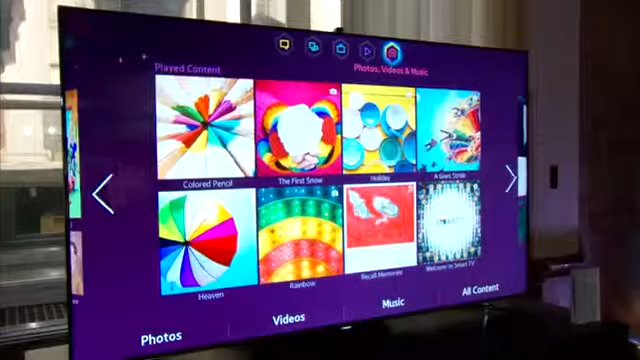 Played Content
Photos, Videos & Music
Colored Pencil
The First Snow
Holiday
A Giant Stride
Heaven
Rainbow
Recall Memories
Welcome to Smart TV
Photos
Videos
Music
All Content